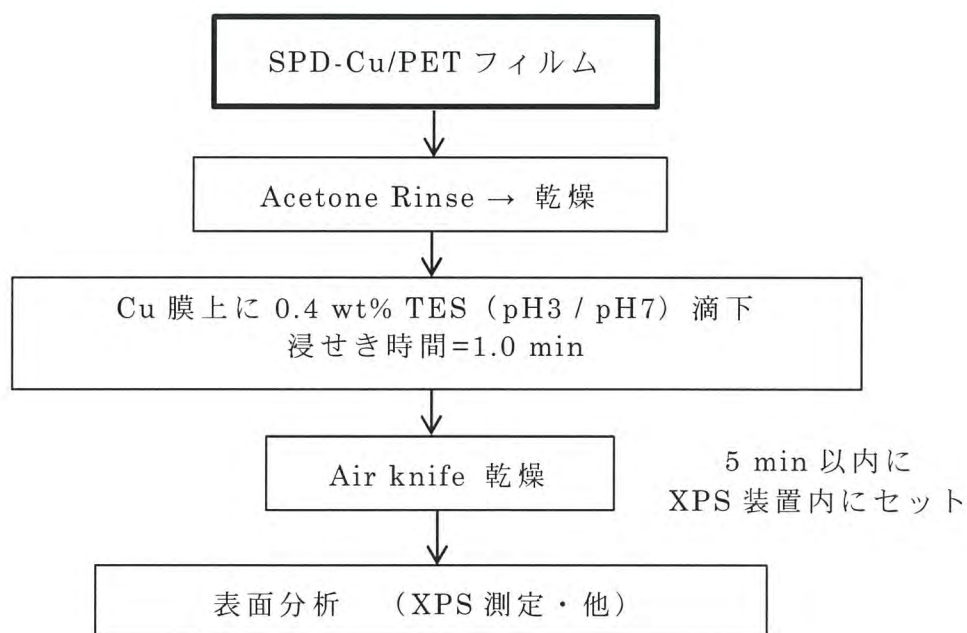 SPD-Cu/PET フィルム
Acetone Rinse → 乾燥
Cu 膜上に 0.4 wt% TES（pH3 / pH7）滴下
浸せき時間=1.0 min
Air knife 乾燥
5 min 以内に
XPS 装置内にセット
表面分析　（XPS 測定・他）